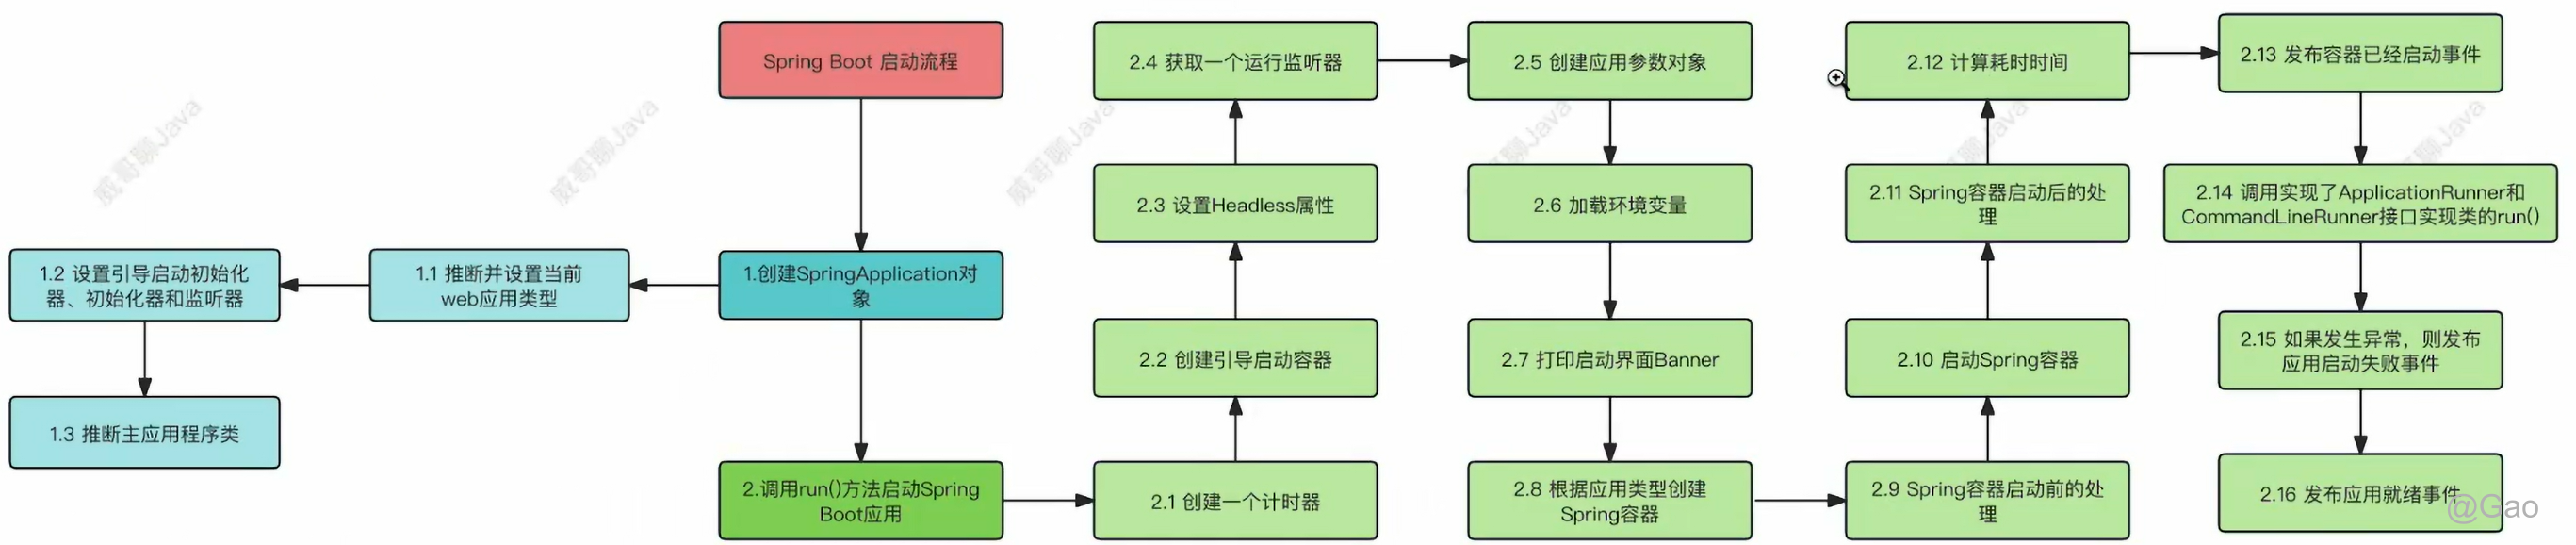 Spring Boot 启动流程
1.创建SpringApplication对
象
1.1 推断并设置当前
web应用类型
1.2 设置引导启动初始化
器、初始化器和监听器
1.3 推断主应用程序类
2.调用run()方法启动Spring
Boot应用
2.1 创建一个计时器
2.2 创建引导启动容器
2.3 设置Headless属性
2.4 获取一个运行监听器
2.5 创建应用参数对象
2.6 加载环境变量
2.7 打印启动界面Banner
2.8 根据应用类型创建
Spring容器
2.9 Spring容器启动前的处
理
2.10 启动Spring容器
2.11 Spring容器启动后的处
理
2.12 计算耗时时间
2.13 发布容器已经启动事件
2.14 调用实现了ApplicationRunner和
CommandLineRunner接口实现类的run()
2.15 如果发生异常，则发布
应用启动失败事件
2.16 发布应用就绪事件
@Gao
威哥聊Java
威哥聊Java
威哥聊Java
哥聊Java
聊Java
聊Java